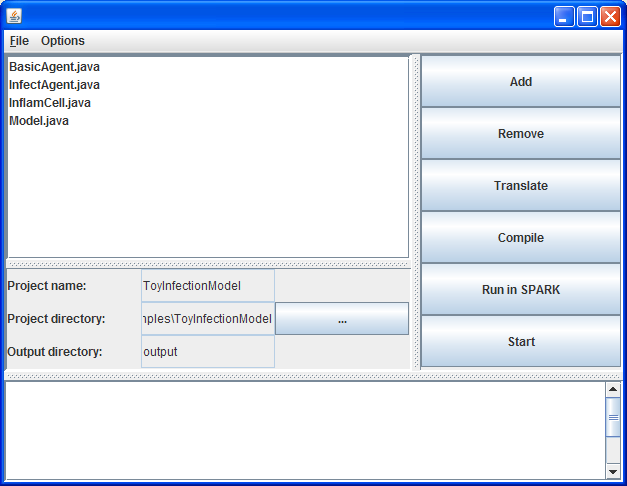 File Options
BasicAgent.java
InfectAgent.java
InflamCell.java
Model.java
Add
Remove
Translate
Compile
Run in SPARK
Start
Project name: ToyInfectionModel
Project directory: nples\ToyInfectionModel ...
Output directory: output